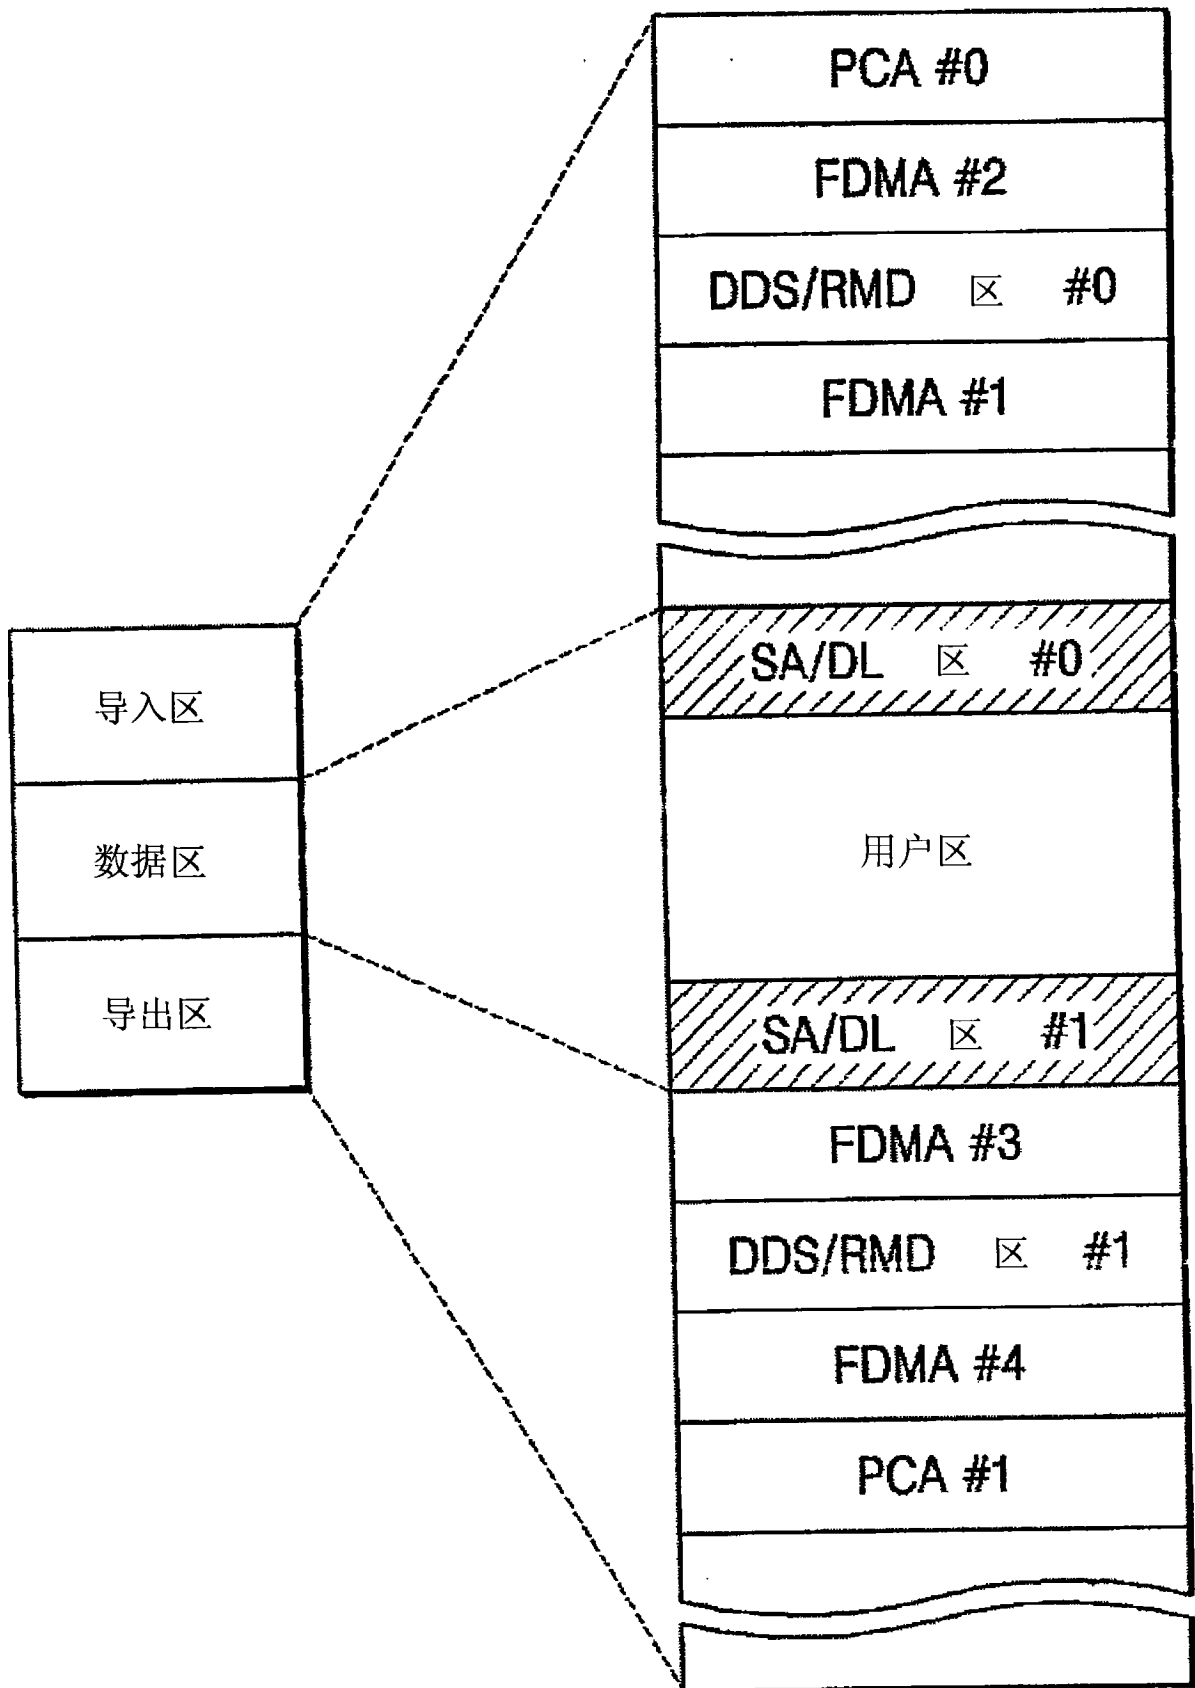 PCA #0
FDMA #2
DDS/RMD 区 #0
FDMA #1
SA/DL 区 #0
用户区
SA/DL 区 #1
FDMA #3
DDS/RMD 区 #1
FDMA #4
PCA #1
导入区
数据区
导出区